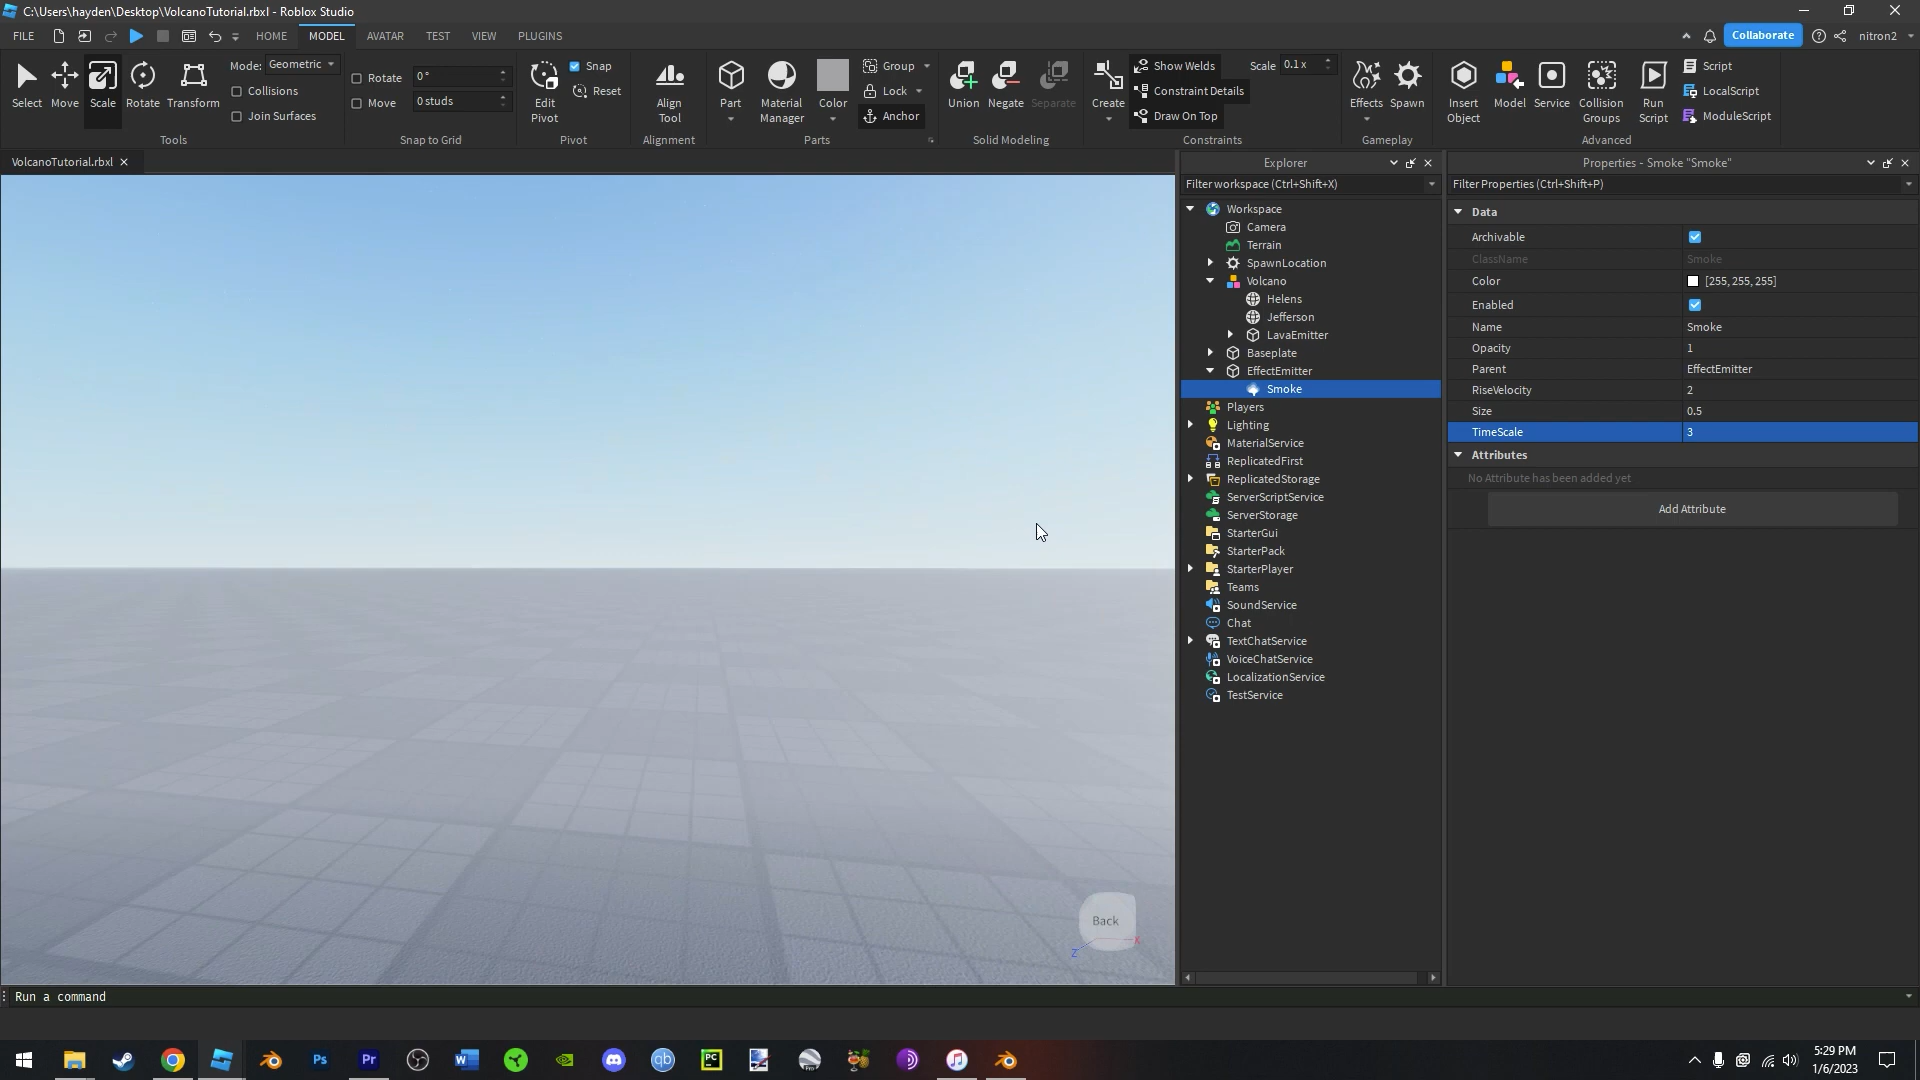 C:\Users\hayden\Desktop\VolcanoTutorial.rbxl - Roblox Studio
FILE HOME MODEL AVATAR TEST VIEW PLUGINS Collaborate nitron2
Select Move Scale Rotate Transform
Mode: Geometric
Collisions
Join Surfaces
Tools
Rotate 0°
Move 0 studs
Snap to Grid
Edit Pivot
Snap
Reset
Pivot
Align Tool
Alignment
Part
Material Manager
Color
Group
Lock
Anchor
Parts
Union Negate Separate
Solid Modeling
Create
Show Welds
Constraint Details
Draw On Top
Scale 0.1 x
Constraints
Effects Spawn
Gameplay
Insert Object
Model
Service
Collision Groups
Run Script
Script
LocalScript
ModuleScript
Advanced
VolcanoTutorial.rbxl
Back
X
Z
Explorer
Filter workspace (Ctrl+Shift+X)
Workspace
Camera
Terrain
SpawnLocation
Volcano
Helens
Jefferson
LavaEmitter
Baseplate
EffectEmitter
Smoke
Players
Lighting
MaterialService
ReplicatedFirst
ReplicatedStorage
ServerScriptService
ServerStorage
StarterGui
StarterPack
StarterPlayer
Teams
SoundService
Chat
TextChatService
VoiceChatService
LocalizationService
TestService
Properties - Smoke "Smoke"
Filter Properties (Ctrl+Shift+P)
Data
Archivable
ClassName Smoke
Color [255, 255, 255]
Enabled
Name Smoke
Opacity 1
Parent EffectEmitter
RiseVelocity 2
Size 0.5
TimeScale 3
Attributes
No Attribute has been added yet
Add Attribute
Run a command
Ps
Pr
W
qb
PC
Pro
5:29 PM
1/6/2023